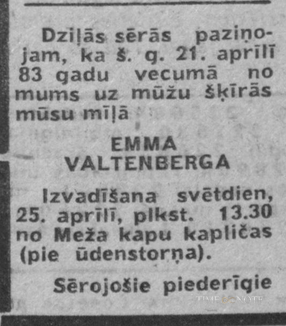 Dziļās sērās paziņo-
jam, ka š. g. 21. aprīlī
83 gadu vecumā no
mums uz mūžu šķīrās
mūsu mīļā
EMMA
VALTENBERGA
Izvadīšana svētdien,
25. aprīlī, plkst. 13.30
no Meža kapu kapličas
(pie ūdenstorņa).
Sērojošie piederīgie